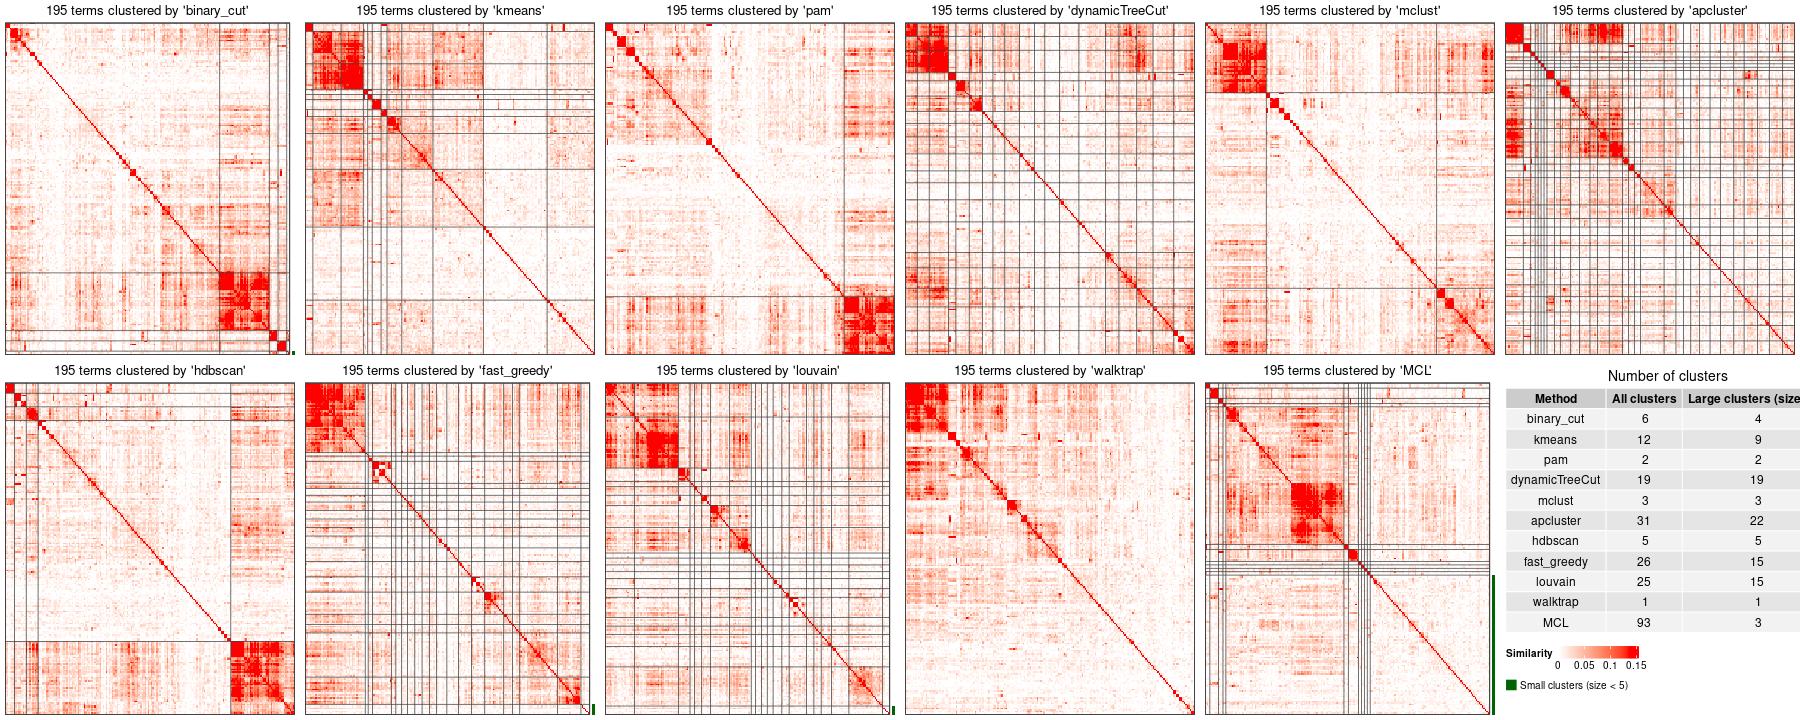 195 terms clustered by 'binary_cut'
195 terms clustered by 'kmeans'
195 terms clustered by 'pam'
195 terms clustered by 'dynamicTreeCut'
195 terms clustered by 'mclust'
195 terms clustered by 'apcluster'
195 terms clustered by 'hdbscan'
195 terms clustered by 'fast_greedy'
195 terms clustered by 'louvain'
195 terms clustered by 'walktrap'
195 terms clustered by 'MCL'
Number of clusters
Method All clusters Large clusters (size
binary_cut 6 4
kmeans 12 9
pam 2 2
dynamicTreeCut 19 19
mclust 3 3
apcluster 31 22
hdbscan 5 5
fast_greedy 26 15
louvain 25 15
walktrap 1 1
MCL 93 3
Similarity
0 0.05 0.1 0.15
Small clusters (size < 5)